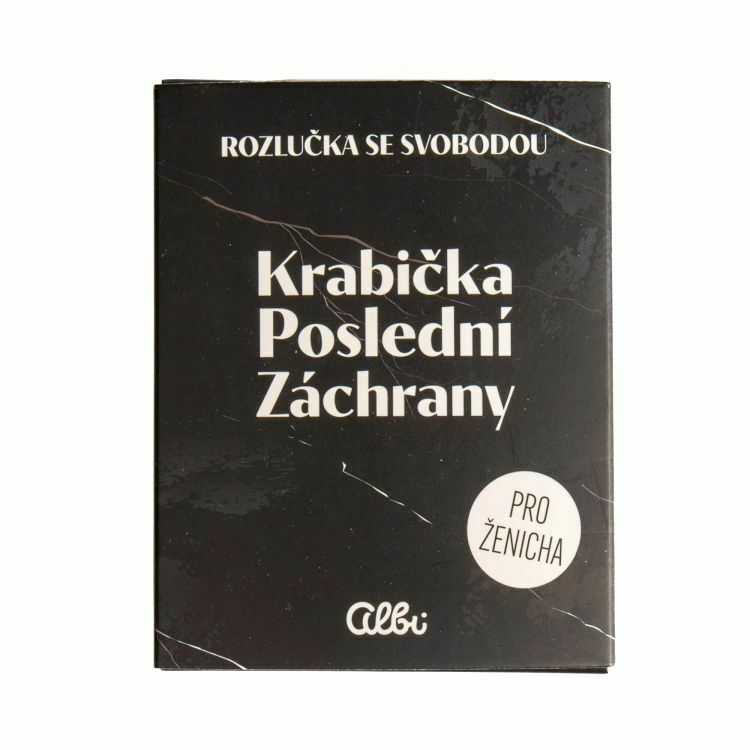 ROZLUČKA SE SVOBODOU
Krabička
Poslední
Záchrany
PRO
ŽENICHA
albi